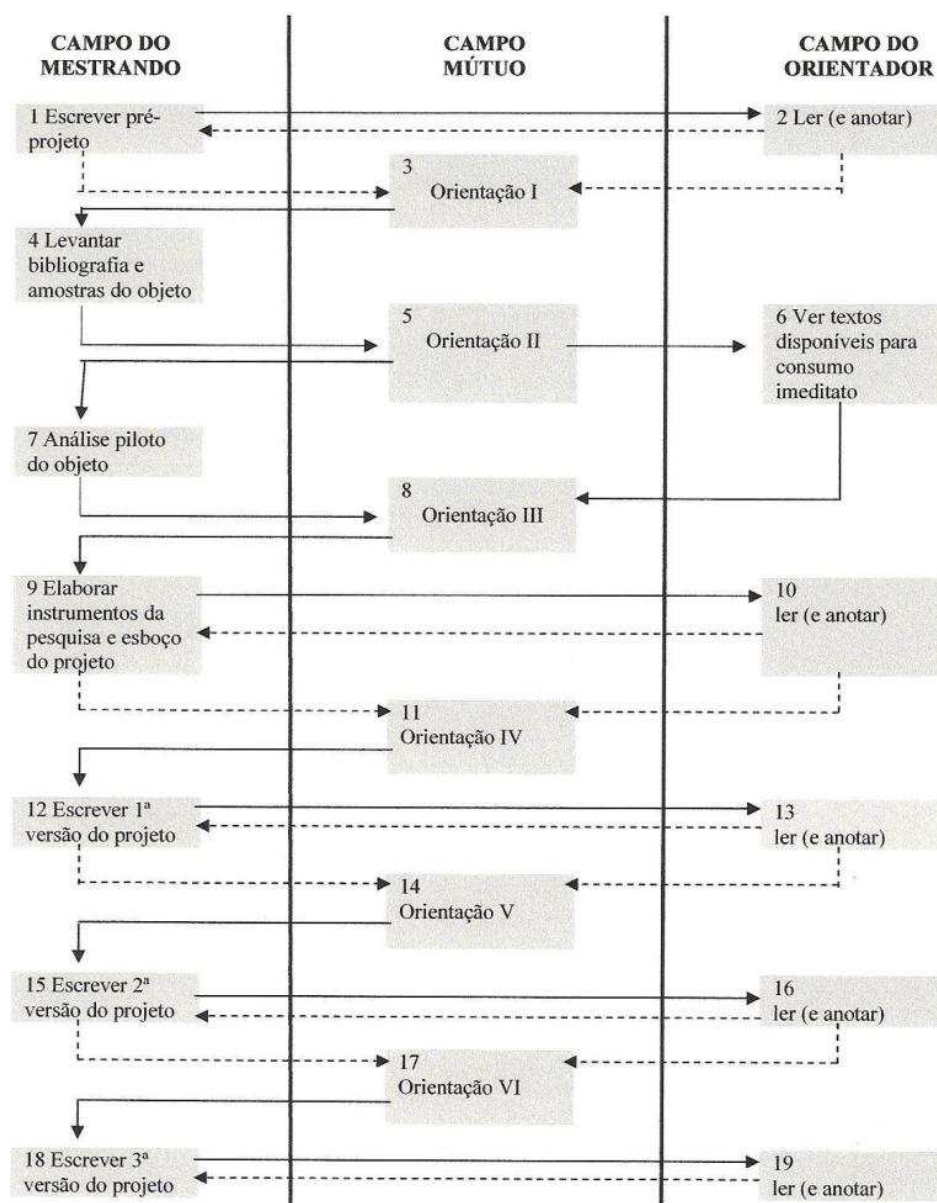 CAMPO DO
MESTRANDO
CAMPO
MÚTUO
CAMPO DO
ORIENTADOR
1 Escrever pré-
projeto
2 Ler (e anotar)
3
Orientação I
4 Levantar
bibliografia e
amostras do objeto
5
Orientação II
6 Ver textos
disponíveis para
consumo
imeditato
7 Análise piloto
do objeto
8
Orientação III
9 Elaborar
instrumentos da
pesquisa e esboço
do projeto
10
ler (e anotar)
11
Orientação IV
12 Escrever 1ª
versão do projeto
13
ler (e anotar)
14
Orientação V
15 Escrever 2ª
versão do projeto
16
ler (e anotar)
17
Orientação VI
18 Escrever 3ª
versão do projeto
19
ler (e anotar)